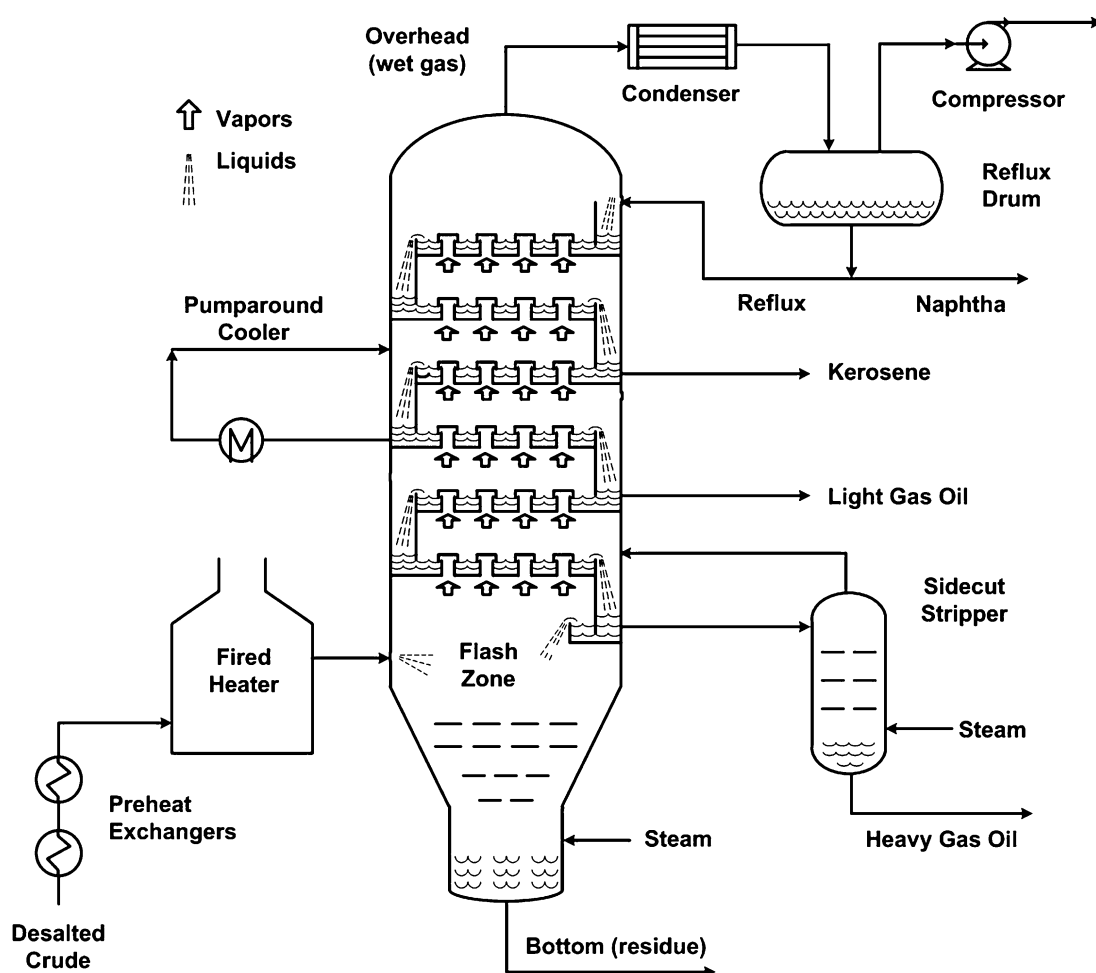 Overhead
(wet gas)
Condenser
Compressor
Vapors
Liquids
Reflux
Drum
Reflux
Naphtha
Pumparound
Cooler
Kerosene
M
Light Gas Oil
Sidecut
Stripper
Fired
Heater
Flash
Zone
Steam
Preheat
Exchangers
Steam
Heavy Gas Oil
Desalted
Crude
Bottom (residue)